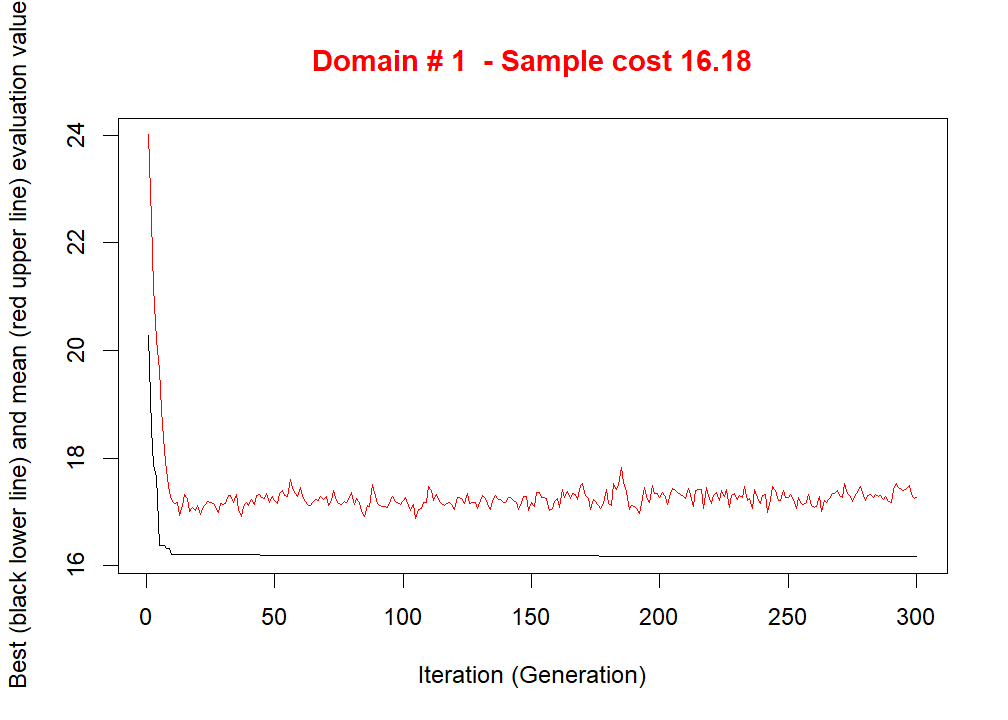 Domain # 1  - Sample cost 16.18
Best (black lower line) and mean (red upper line) evaluation value
24
22
20
18
16
0 50 100 150 200 250 300
Iteration (Generation)